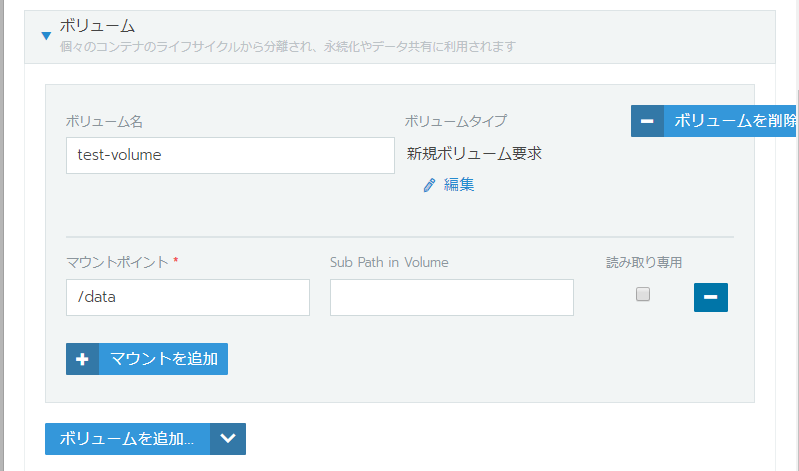 ボリューム
個々のコンテナのライフサイクルから分離され、永続化やデータ共有に利用されます
ボリューム名
ボリュームタイプ
ボリュームを削除
test-volume
新規ボリューム要求
編集
マウントポイント *
Sub Path in Volume
読み取り専用
/data
マウントを追加
ボリュームを追加...